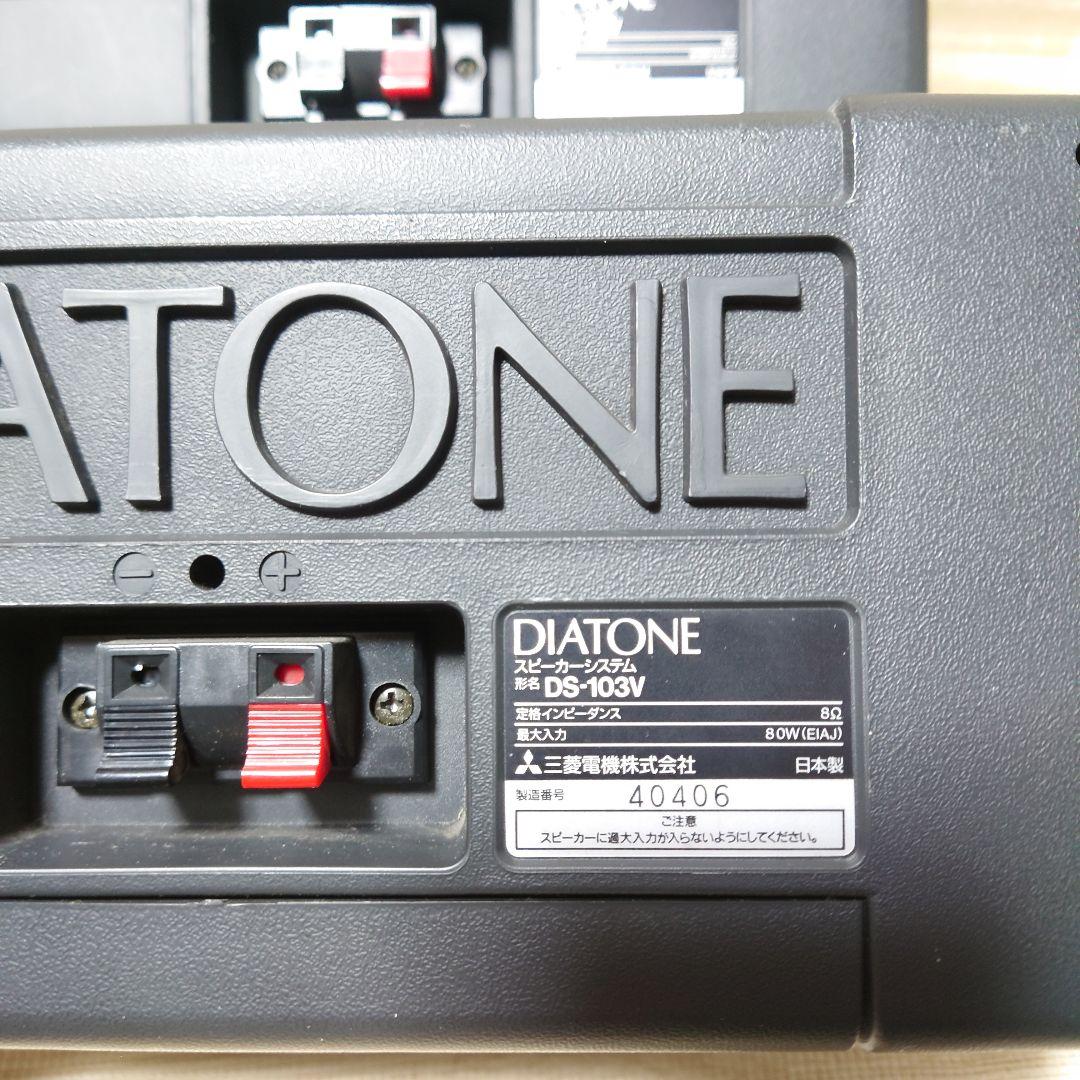 ATONE
− +
DIATONE
スピーカーシステム
形名 DS-103V
定格インピーダンス 8Ω
最大入力 80W(EIAJ)
三菱電機株式会社 日本製
製造番号 40406
ご注意
スピーカーに過大入力が入らないようにしてください。